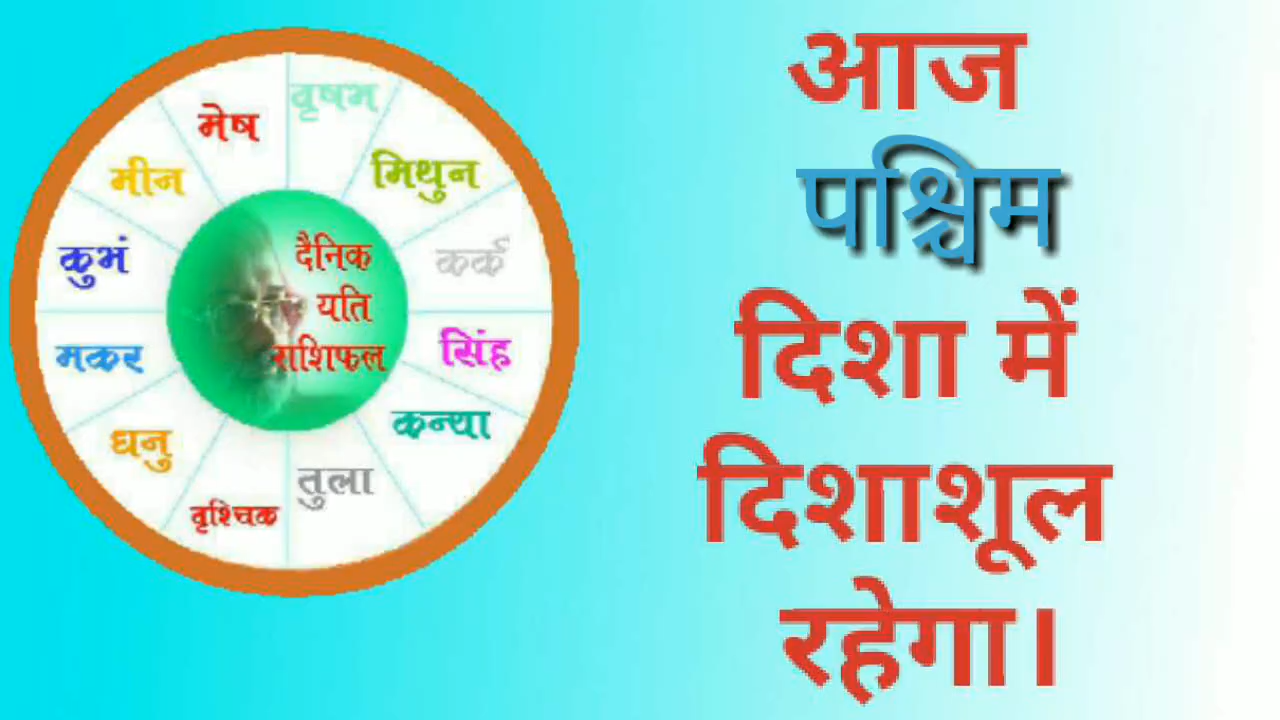 मेष
वृषभ
मिथुन
कर्क
सिंह
कन्या
तुला
वृश्चिक
धनु
मकर
कुभं
मीन
दैनिक
यति
राशिफल
आज
पश्चिम
दिशा में
दिशाशूल
रहेगा।